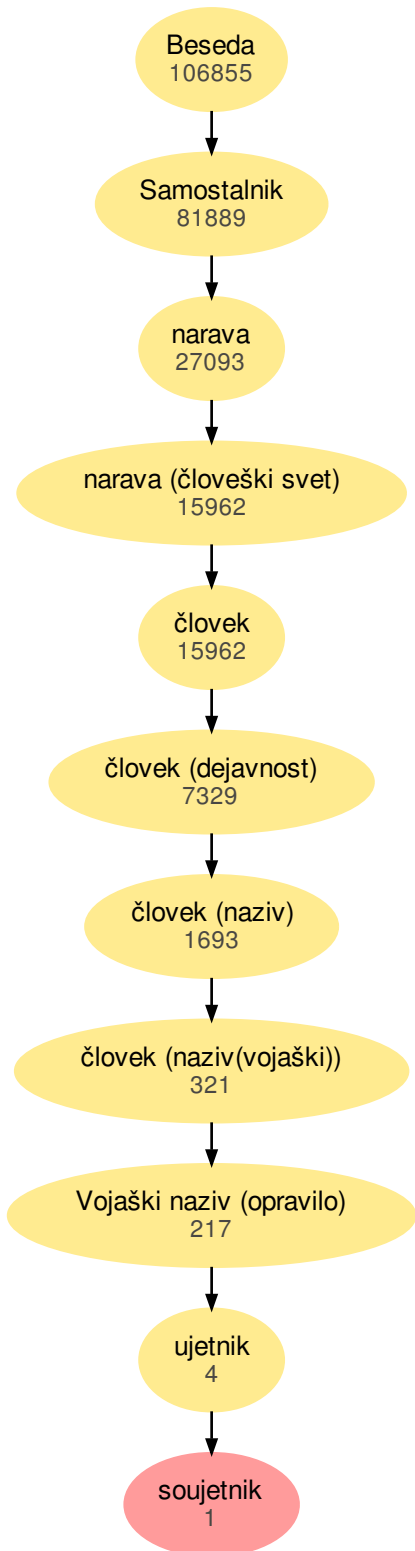 Beseda
106855
Samostalnik
81889
narava
27093
narava (človeški svet)
15962
človek
15962
človek (dejavnost)
7329
človek (naziv)
1693
človek (naziv(vojaški))
321
Vojaški naziv (opravilo)
217
ujetnik
4
soujetnik
1